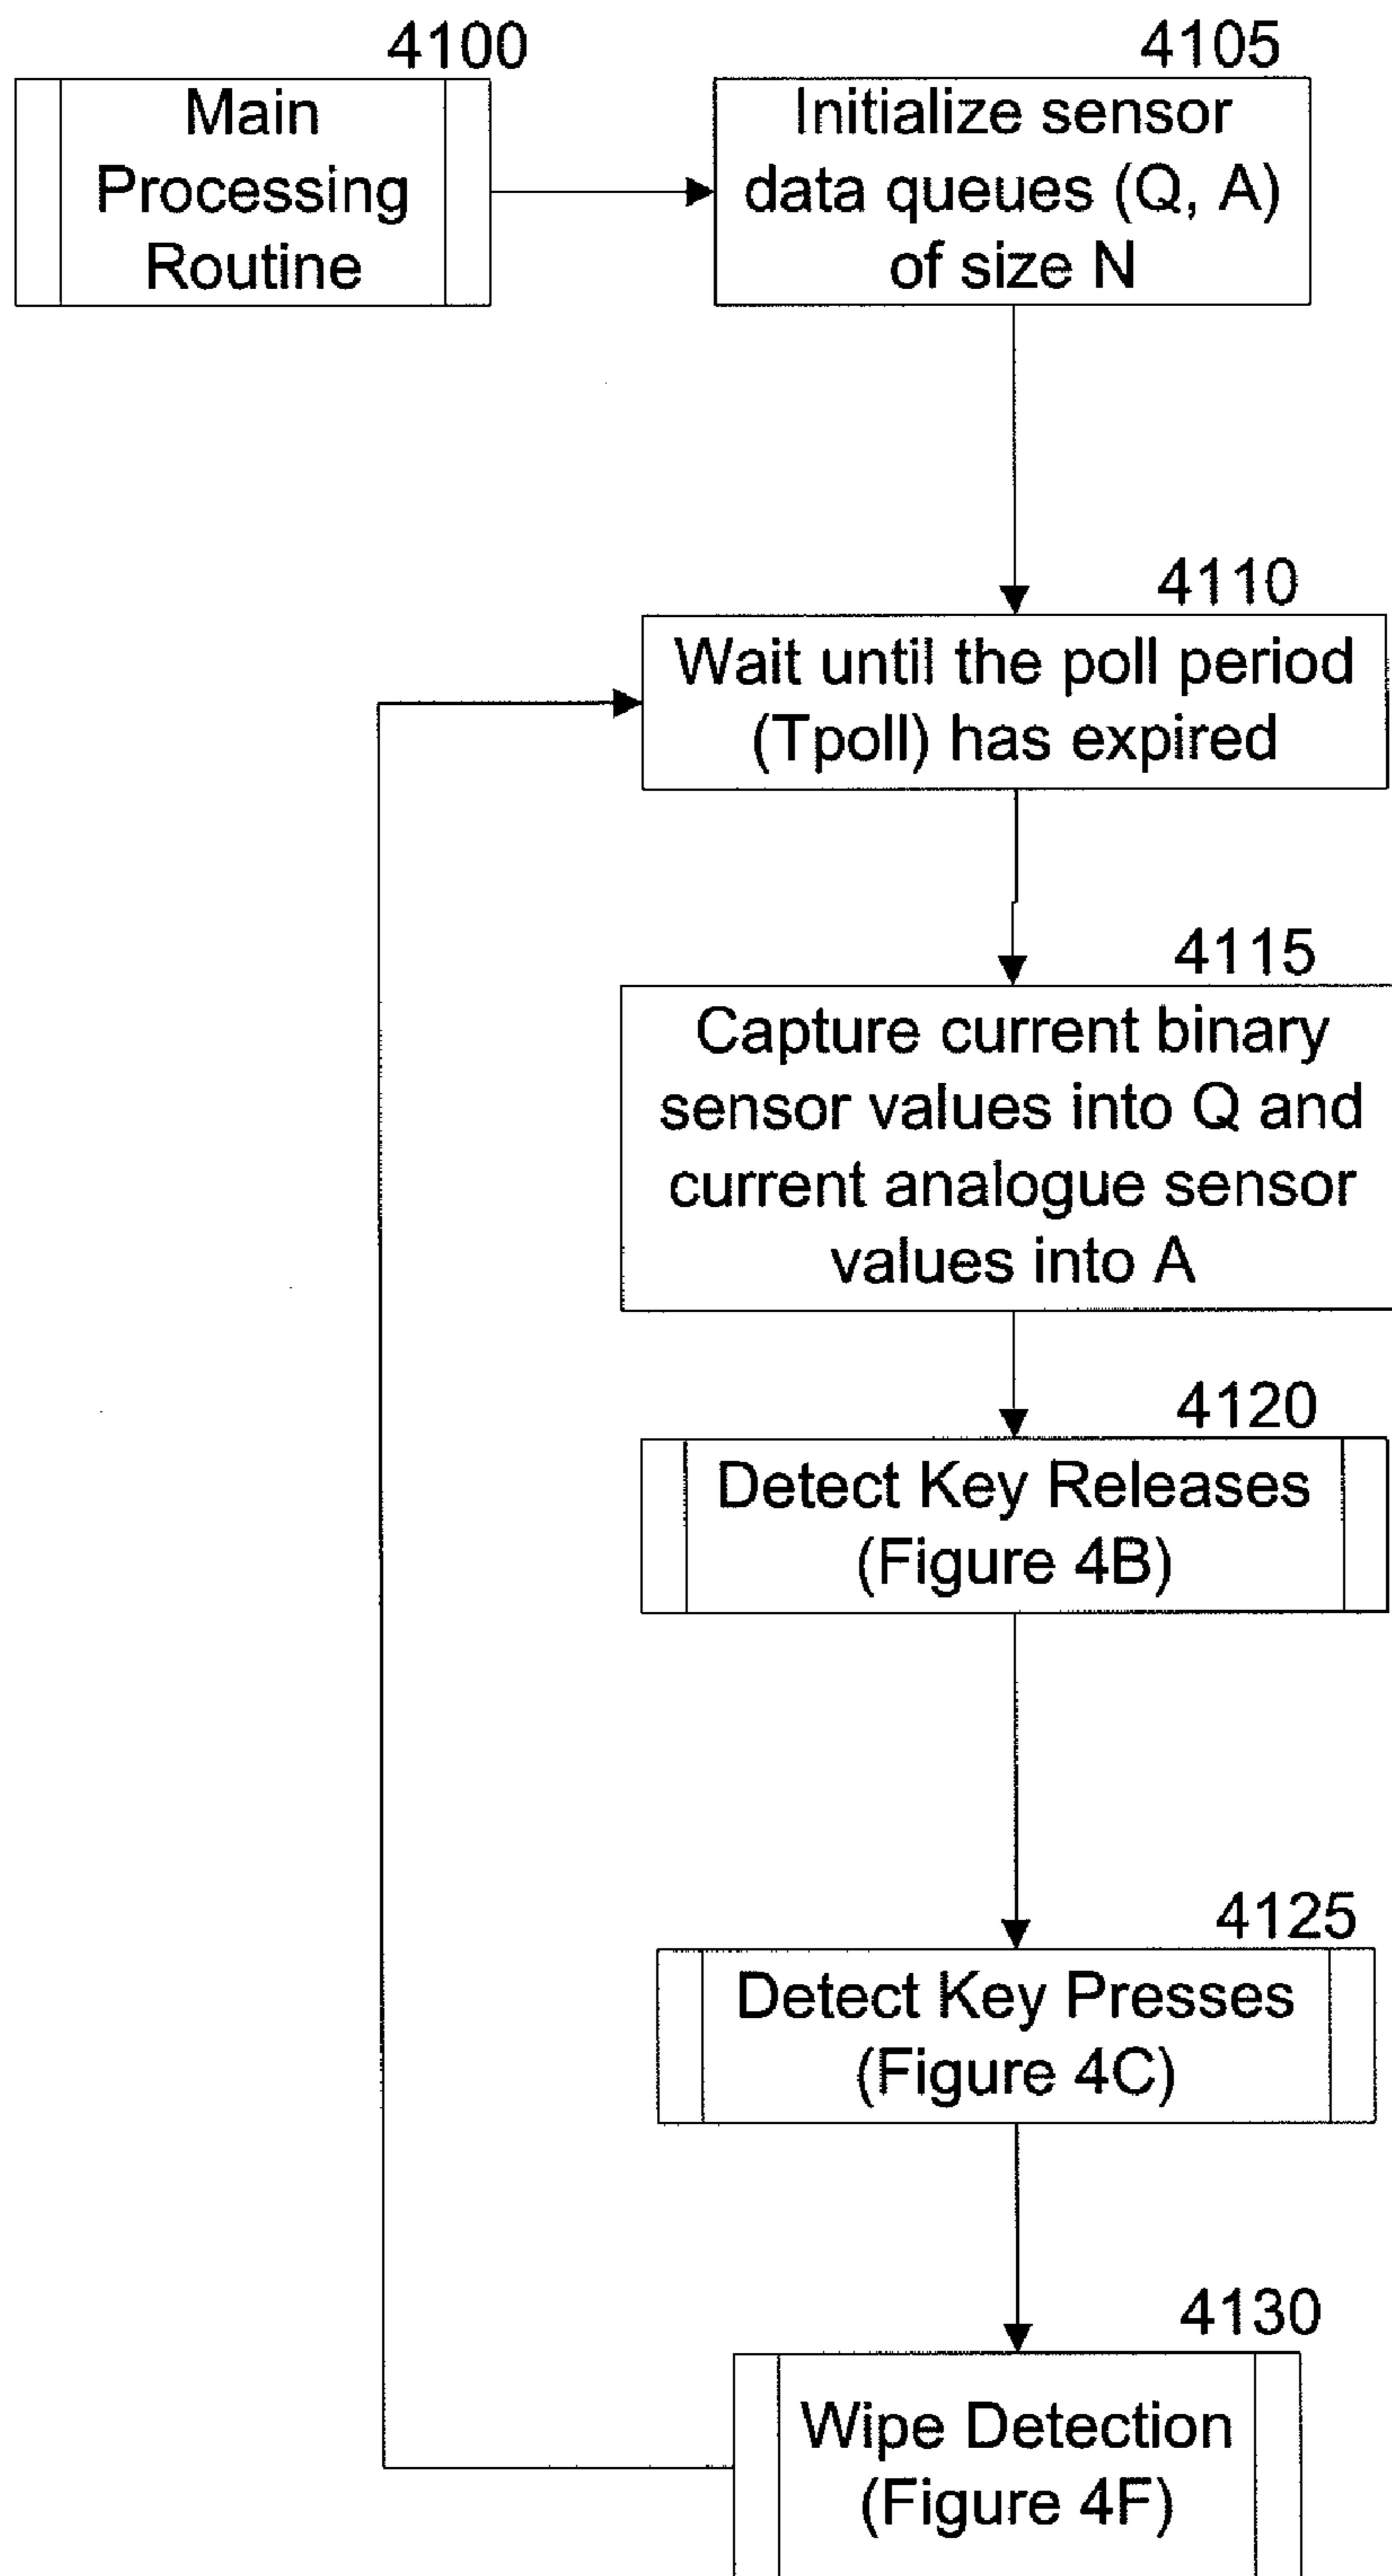 4100
Main
Processing
Routine
4105
Initialize sensor
data queues (Q, A)
of size N
4110
Wait until the poll period
(Tpoll) has expired
4115
Capture current binary
sensor values into Q and
current analogue sensor
values into A
4120
Detect Key Releases
(Figure 4B)
4125
Detect Key Presses
(Figure 4C)
4130
Wipe Detection
(Figure 4F)